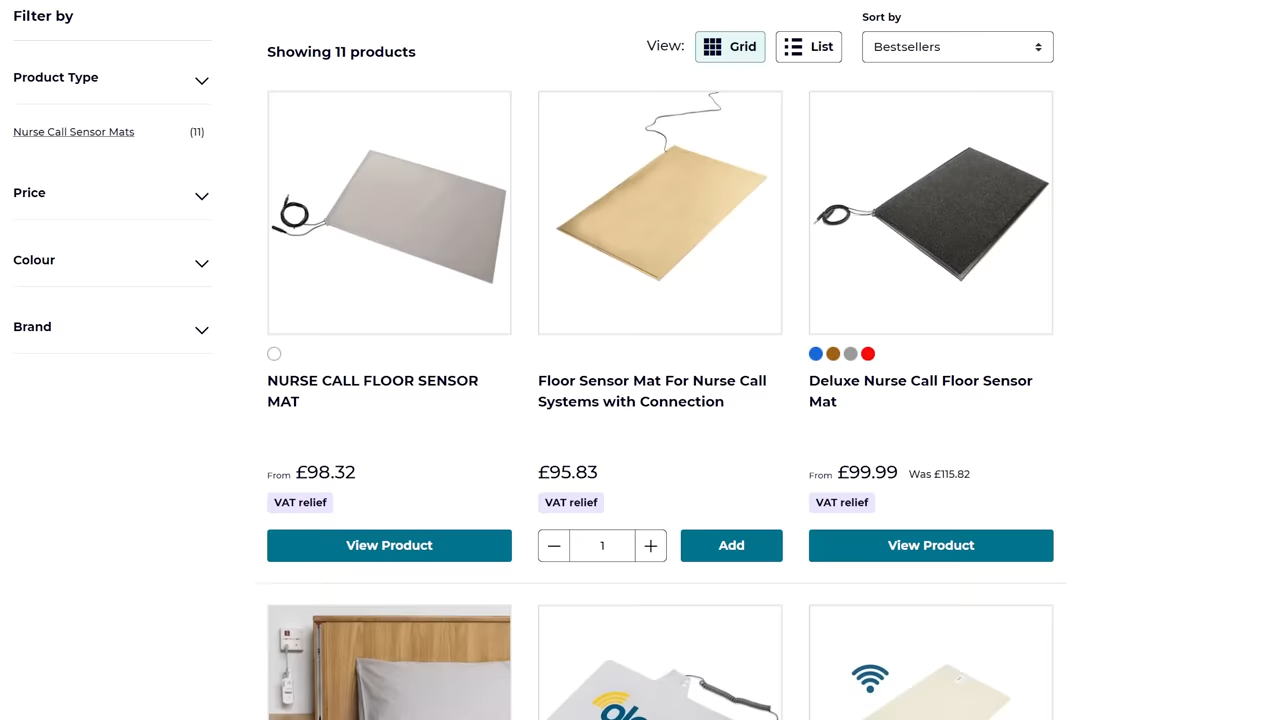 Filter by
Product Type
Nurse Call Sensor Mats (11)
Price
Colour
Brand
Showing 11 products
View:
Grid
List
Sort by
Bestsellers
NURSE CALL FLOOR SENSOR
MAT
From £98.32
VAT relief
View Product
Floor Sensor Mat For Nurse Call
Systems with Connection
£95.83
VAT relief
1
Add
Deluxe Nurse Call Floor Sensor
Mat
From £99.99 Was £115.82
VAT relief
View Product